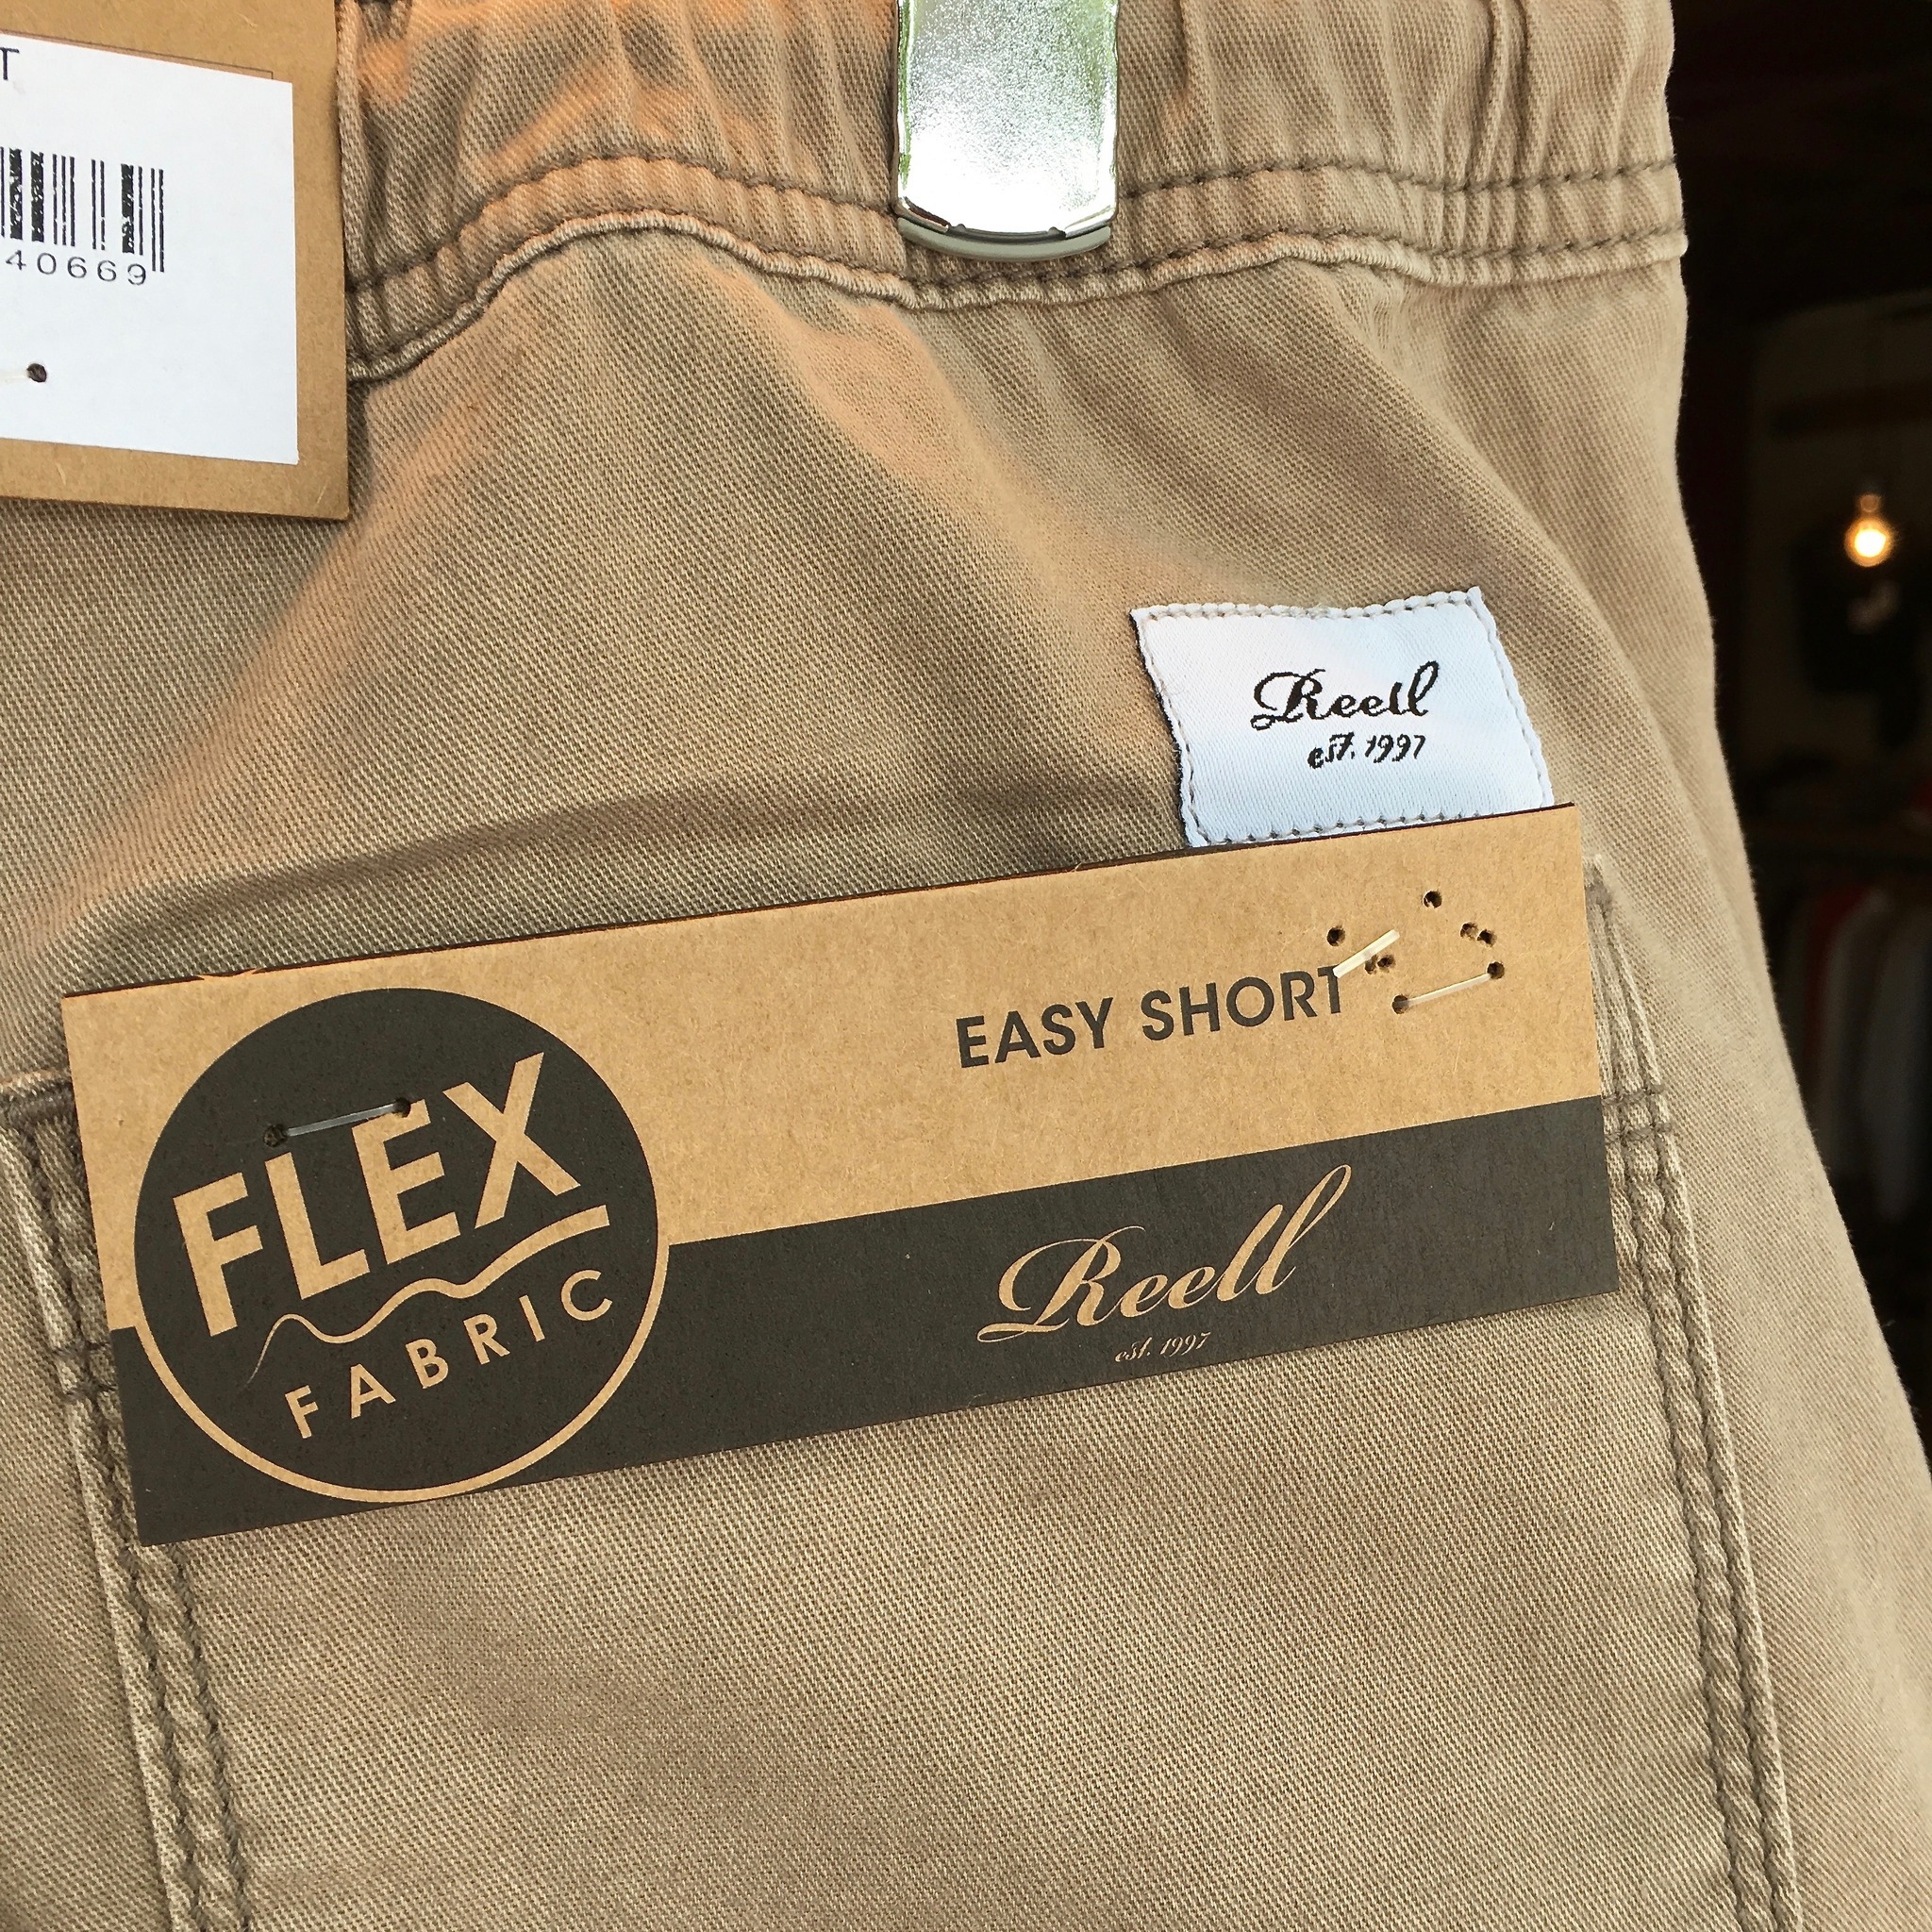 T
40669
Reell
est. 1997
EASY SHORT
FLEX
FABRIC
Reell
est. 1997